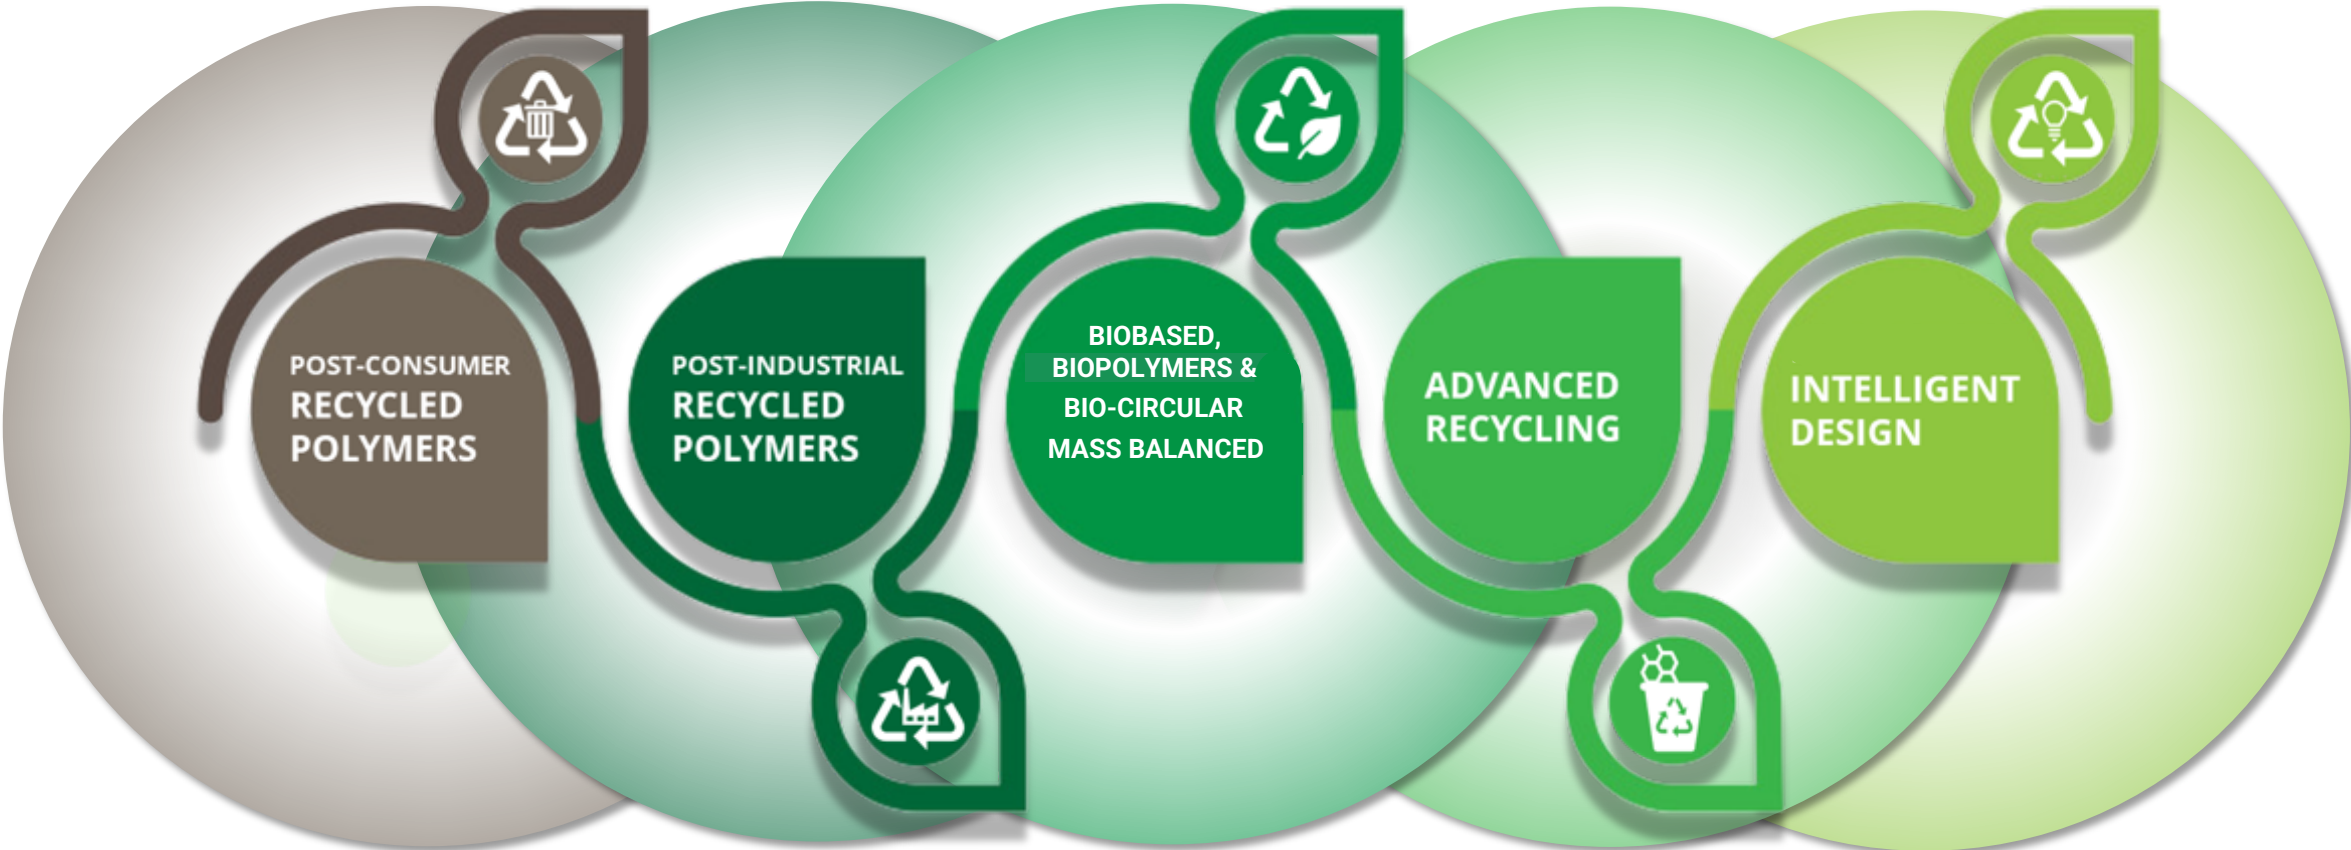 POST-CONSUMER
RECYCLED
POLYMERS
POST-INDUSTRIAL
RECYCLED
POLYMERS
BIOBASED,
BIOPOLYMERS &
BIO-CIRCULAR
MASS BALANCED
ADVANCED
RECYCLING
INTELLIGENT
DESIGN